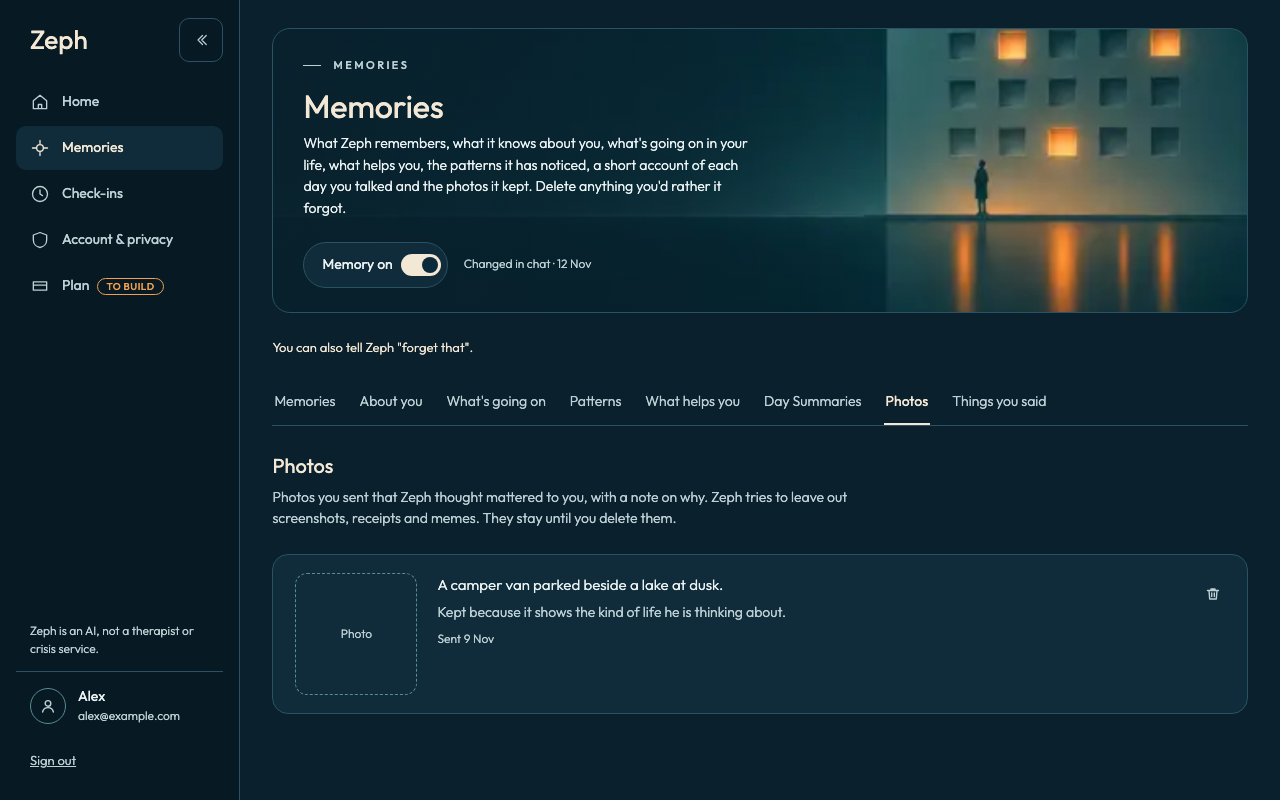 Zeph
Home
Memories
Check-ins
Account & privacy
Plan TO BUILD
Zeph is an AI, not a therapist or
crisis service.
Alex
alex@example.com
Sign out
MEMORIES
Memories
What Zeph remembers, what it knows about you, what's going on in your
life, what helps you, the patterns it has noticed, a short account of each
day you talked and the photos it kept. Delete anything you'd rather it
forgot.
Memory on
Changed in chat · 12 Nov
You can also tell Zeph "forget that".
Memories About you What's going on Patterns What helps you Day Summaries Photos Things you said
Photos
Photos you sent that Zeph thought mattered to you, with a note on why. Zeph tries to leave out
screenshots, receipts and memes. They stay until you delete them.
Photo
A camper van parked beside a lake at dusk.
Kept because it shows the kind of life he is thinking about.
Sent 9 Nov